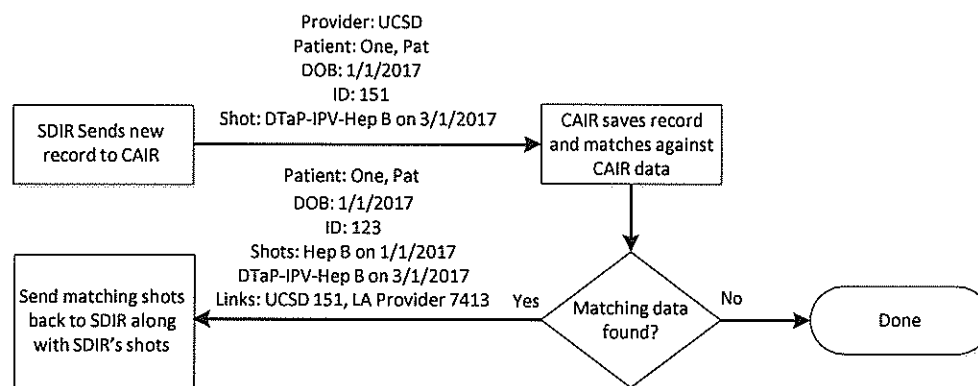 Provider: UCSD
Patient: One, Pat
DOB: 1/1/2017
ID: 151
Shot: DTaP-IPV-Hep B on 3/1/2017
SDIR Sends new
record to CAIR
CAIR saves record
and matches against
CAIR data
Patient: One, Pat
DOB: 1/1/2017
ID: 123
Shots: Hep B on 1/1/2017
DTaP-IPV-Hep B on 3/1/2017
Links: UCSD 151, LA Provider 7413
Send matching shots
back to SDIR along
with SDIR's shots
Yes
Matching data
found?
No
Done